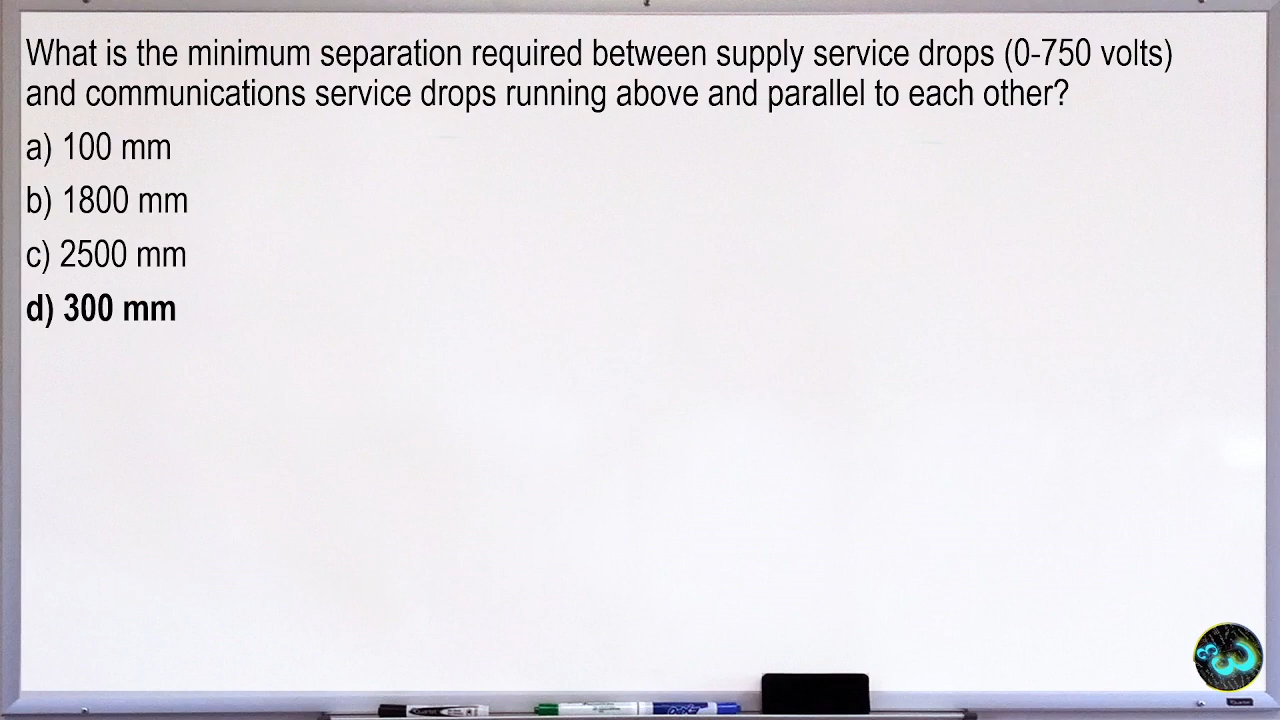 What is the minimum separation required between supply service drops (0-750 volts)
and communications service drops running above and parallel to each other?
a) 100 mm
b) 1800 mm
c) 2500 mm
d) 300 mm